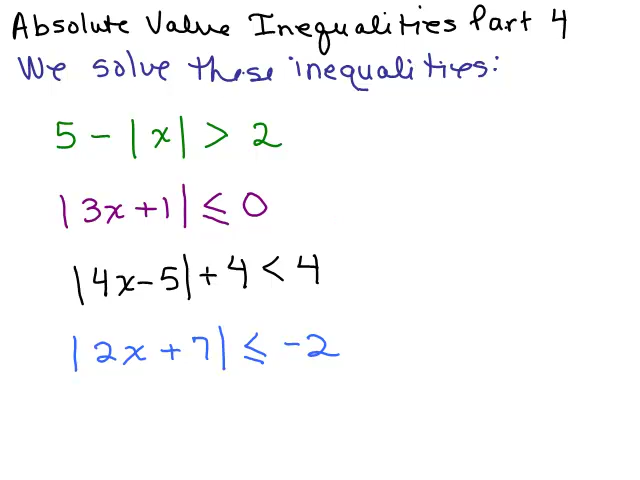 Absolute Value Inequalities Part 4
We solve these inequalities:
5 - |x| > 2
|3x + 1| ≤ 0
|4x - 5| + 4 < 4
|2x + 7| ≤ -2